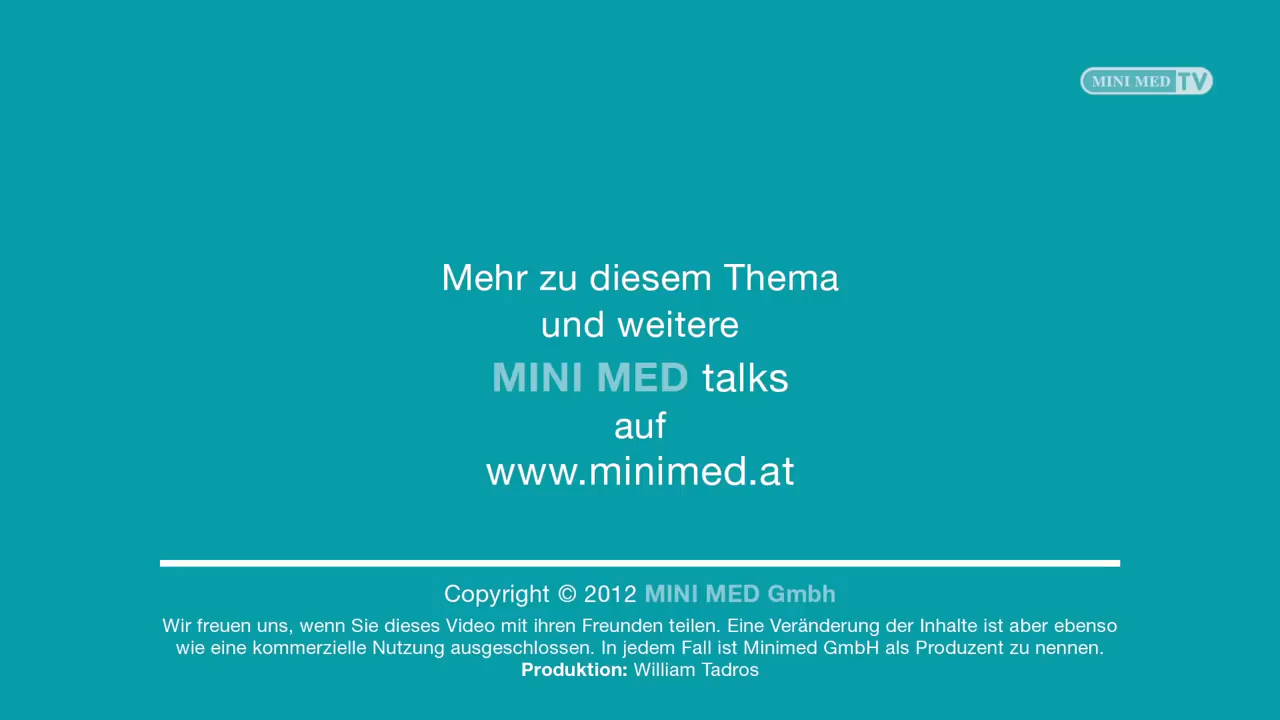 MINI MED TV
Mehr zu diesem Thema
und weitere
MINI MED talks
auf
www.minimed.at
Copyright © 2012 MINI MED Gmbh
Wir freuen uns, wenn Sie dieses Video mit ihren Freunden teilen. Eine Veränderung der Inhalte ist aber ebenso
wie eine kommerzielle Nutzung ausgeschlossen. In jedem Fall ist Minimed GmbH als Produzent zu nennen.
Produktion: William Tadros